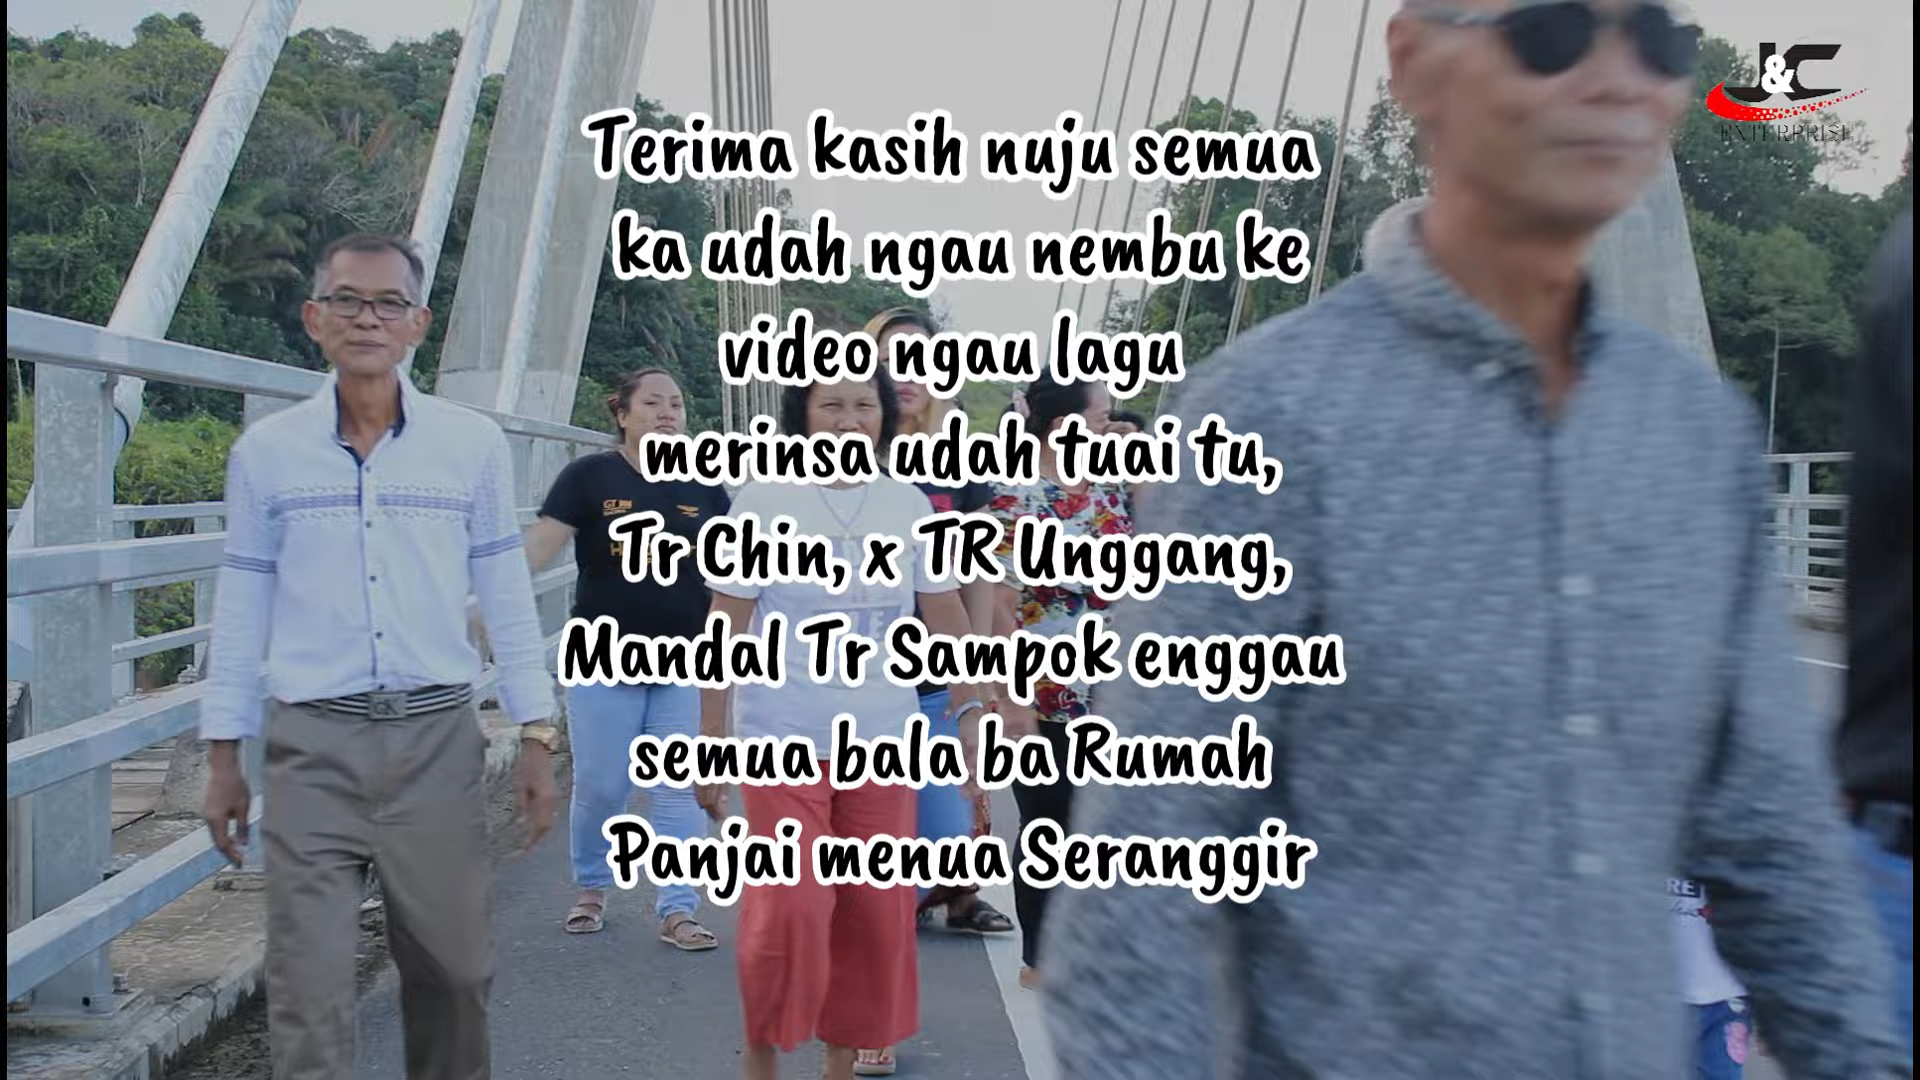 Terima kasih nuju semua
ka udah ngau nembu ke
video ngau lagu
merinsa udah tuai tu,
Tr Chin, x TR Unggang,
Mandal Tr Sampok enggau
semua bala ba Rumah
Panjai menua Seranggir
J&C
ENTERPRISE